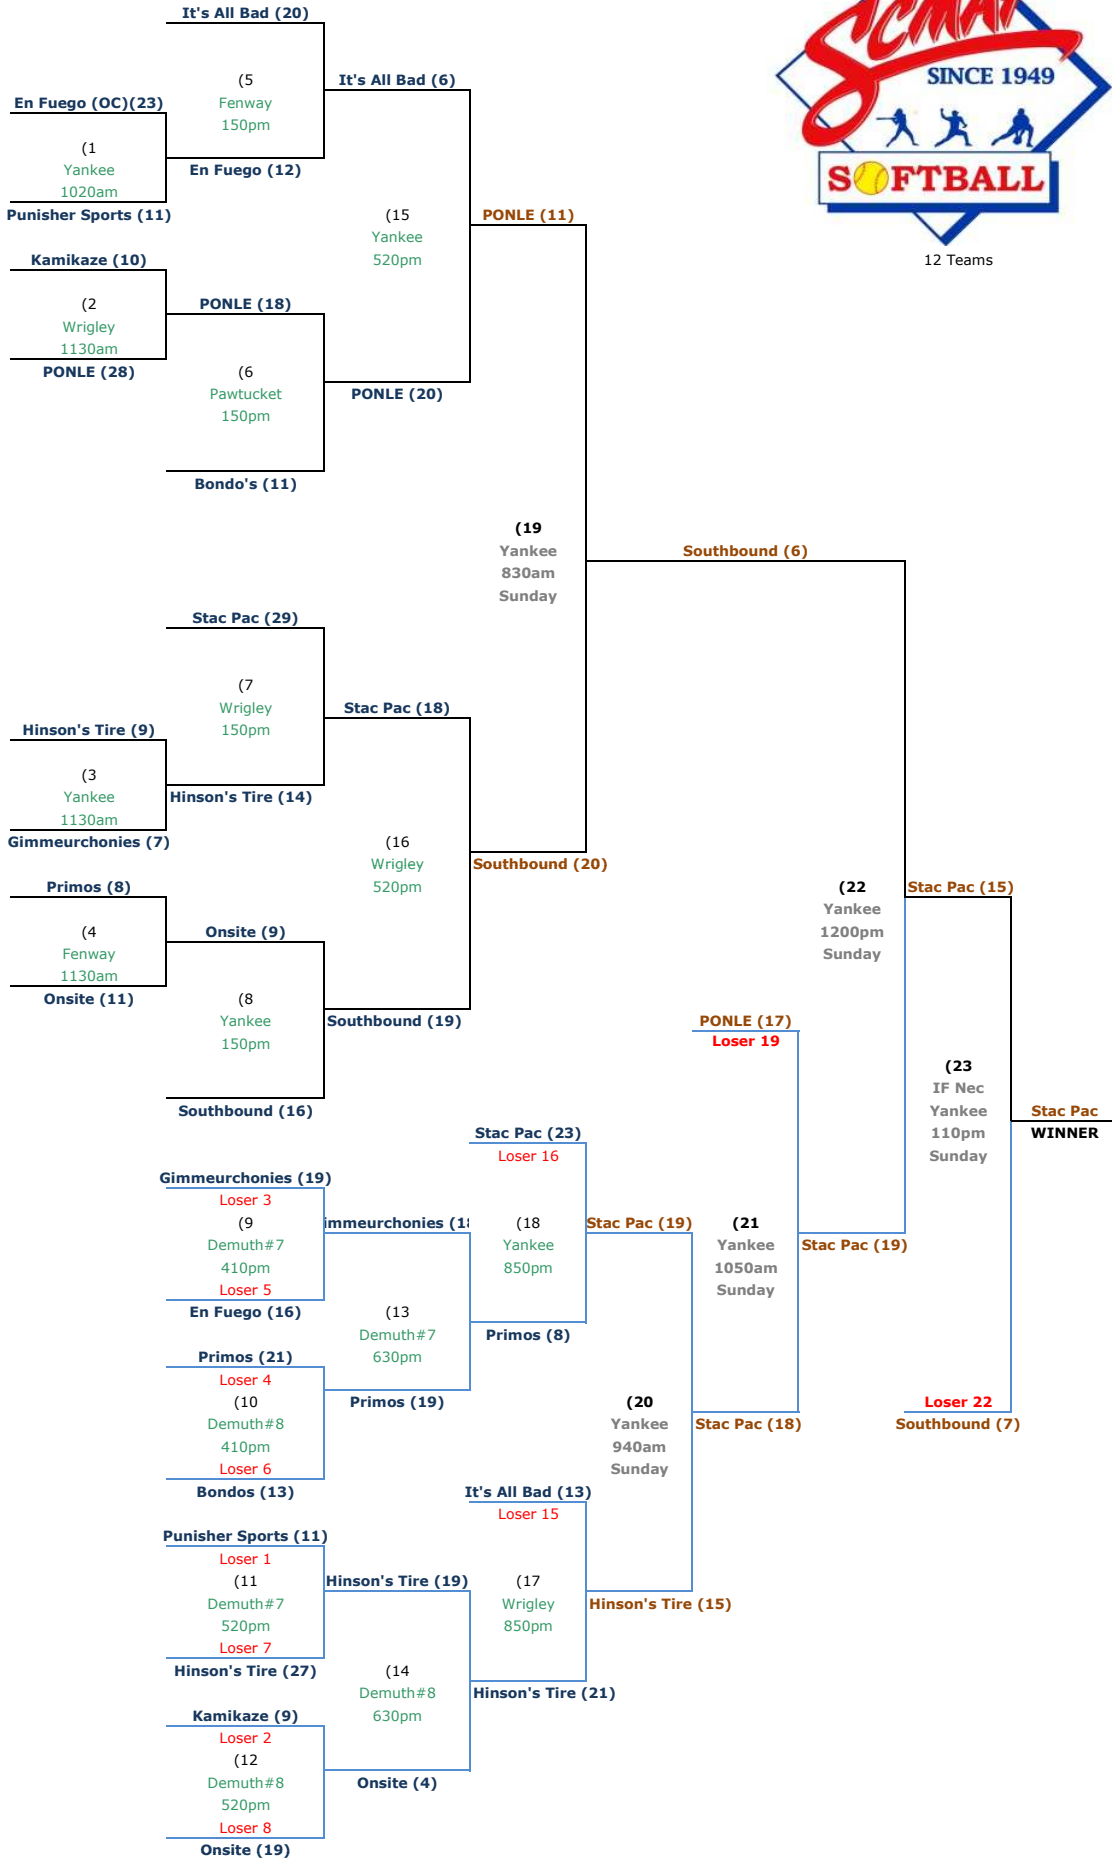 It's All Bad (20)
SCMAF
SINCE 1949
SOFTBALL
12 Teams
(5
Fenway
150pm
It's All Bad (6)
En Fuego (OC)(23)
(1
Yankee
1020am
En Fuego (12)
Punisher Sports (11)
(15
Yankee
520pm
PONLE (11)
Kamikaze (10)
(2
Wrigley
1130am
PONLE (18)
PONLE (28)
(6
Pawtucket
150pm
PONLE (20)
Bondo's (11)
(19
Yankee
830am
Sunday
Southbound (6)
Stac Pac (29)
(7
Wrigley
150pm
Stac Pac (18)
Hinson's Tire (9)
(3
Yankee
1130am
Hinson's Tire (14)
Gimmeurchonies (7)
(16
Wrigley
520pm
Southbound (20)
Primos (8)
(4
Fenway
1130am
Onsite (9)
Onsite (11)
(8
Yankee
150pm
Southbound (19)
Southbound (16)
(22
Yankee
1200pm
Sunday
Stac Pac (15)
PONLE (17)
Loser 19
(23
IF Nec
Yankee
110pm
Sunday
Stac Pac
WINNER
Stac Pac (23)
Loser 16
Gimmeurchonies (19)
Loser 3
(9
Demuth#7
410pm
Loser 5
En Fuego (16)
immeurchonies (18
(18
Yankee
850pm
Stac Pac (19)
(21
Yankee
1050am
Sunday
Stac Pac (19)
(13
Demuth#7
630pm
Primos (8)
Primos (21)
Loser 4
(10
Demuth#8
410pm
Loser 6
Bondos (13)
Primos (19)
(20
Yankee
940am
Sunday
Stac Pac (18)
Loser 22
Southbound (7)
It's All Bad (13)
Loser 15
Punisher Sports (11)
Loser 1
(11
Demuth#7
520pm
Loser 7
Hinson's Tire (27)
Hinson's Tire (19)
(17
Wrigley
850pm
Hinson's Tire (15)
(14
Demuth#8
630pm
Hinson's Tire (21)
Kamikaze (9)
Loser 2
(12
Demuth#8
520pm
Loser 8
Onsite (19)
Onsite (4)